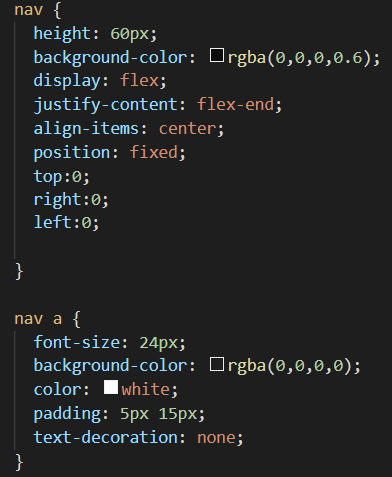 nav {
height: 60px;
background-color: rgba(0,0,0,0.6);
display: flex;
justify-content: flex-end;
align-items: center;
position: fixed;
top:0;
right:0;
left:0;
}
nav a {
font-size: 24px;
background-color: rgba(0,0,0,0);
color: white;
padding: 5px 15px;
text-decoration: none;
}